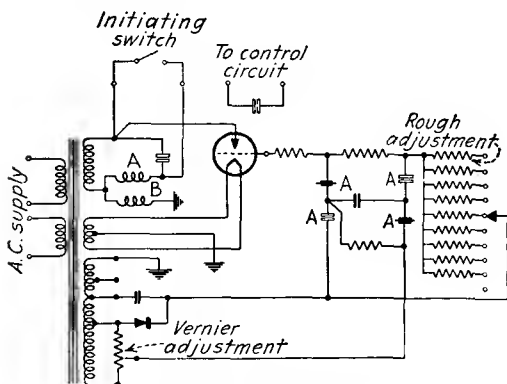 Initiating
switch
To control
circuit
Rough
adjustment
A
B
A
A
A
A
A.C. supply
Vernier
adjustment